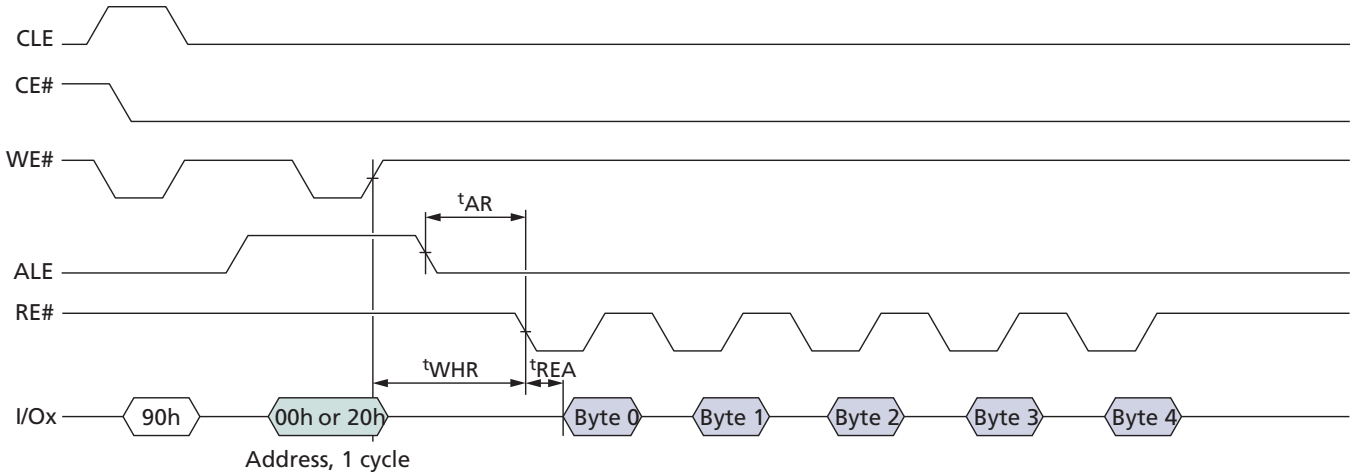 CLE
CE#
WE#
tAR
ALE
RE#
tWHR
tREA
I/Ox
90h
00h or 20h
Byte 0
Byte 1
Byte 2
Byte 3
Byte 4
Address, 1 cycle